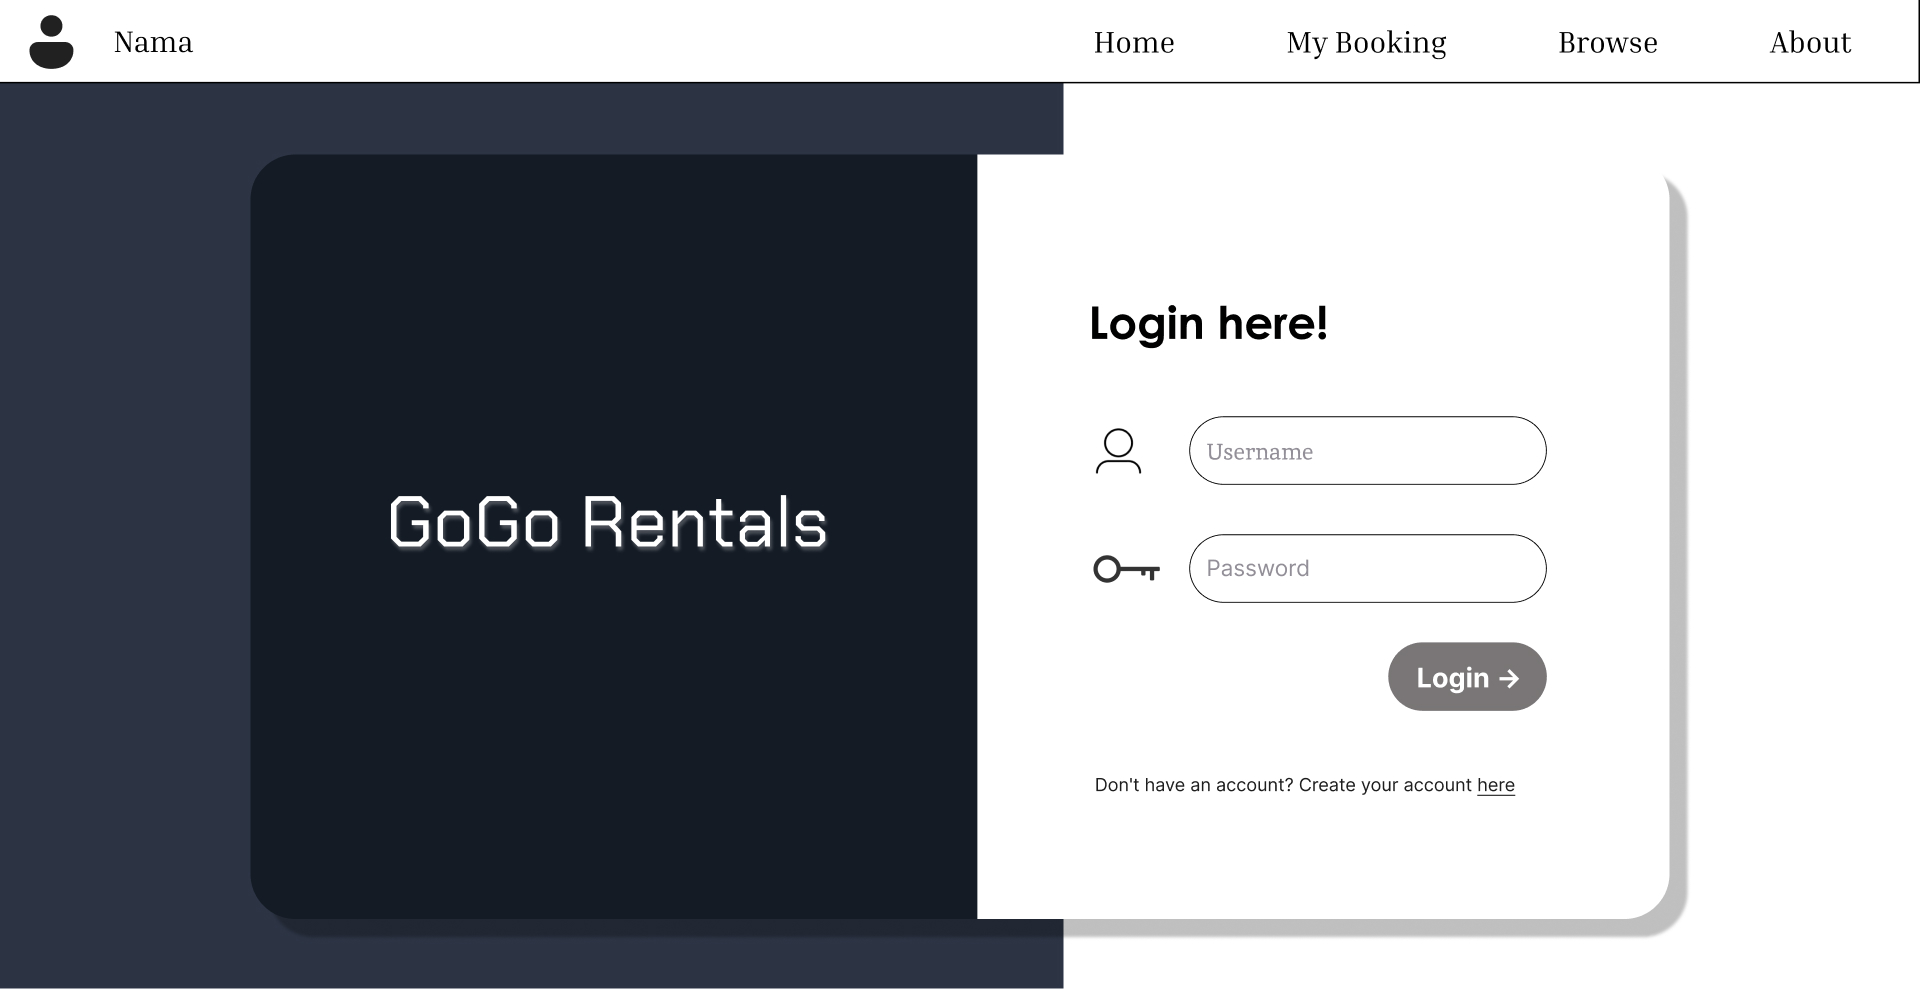 Nama
Home
My Booking
Browse
About
GoGo Rentals
Login here!
Username
Password
Login →
Don't have an account? Create your account here